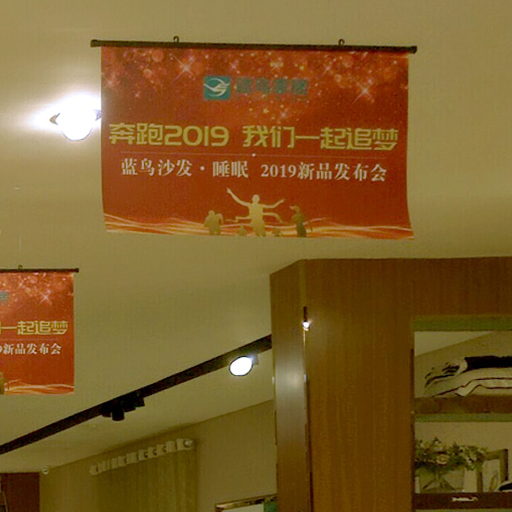 蓝鸟家居
奔跑2019 我们一起追梦
蓝鸟沙发·睡眠 2019新品发布会
一起追梦
新品发布会